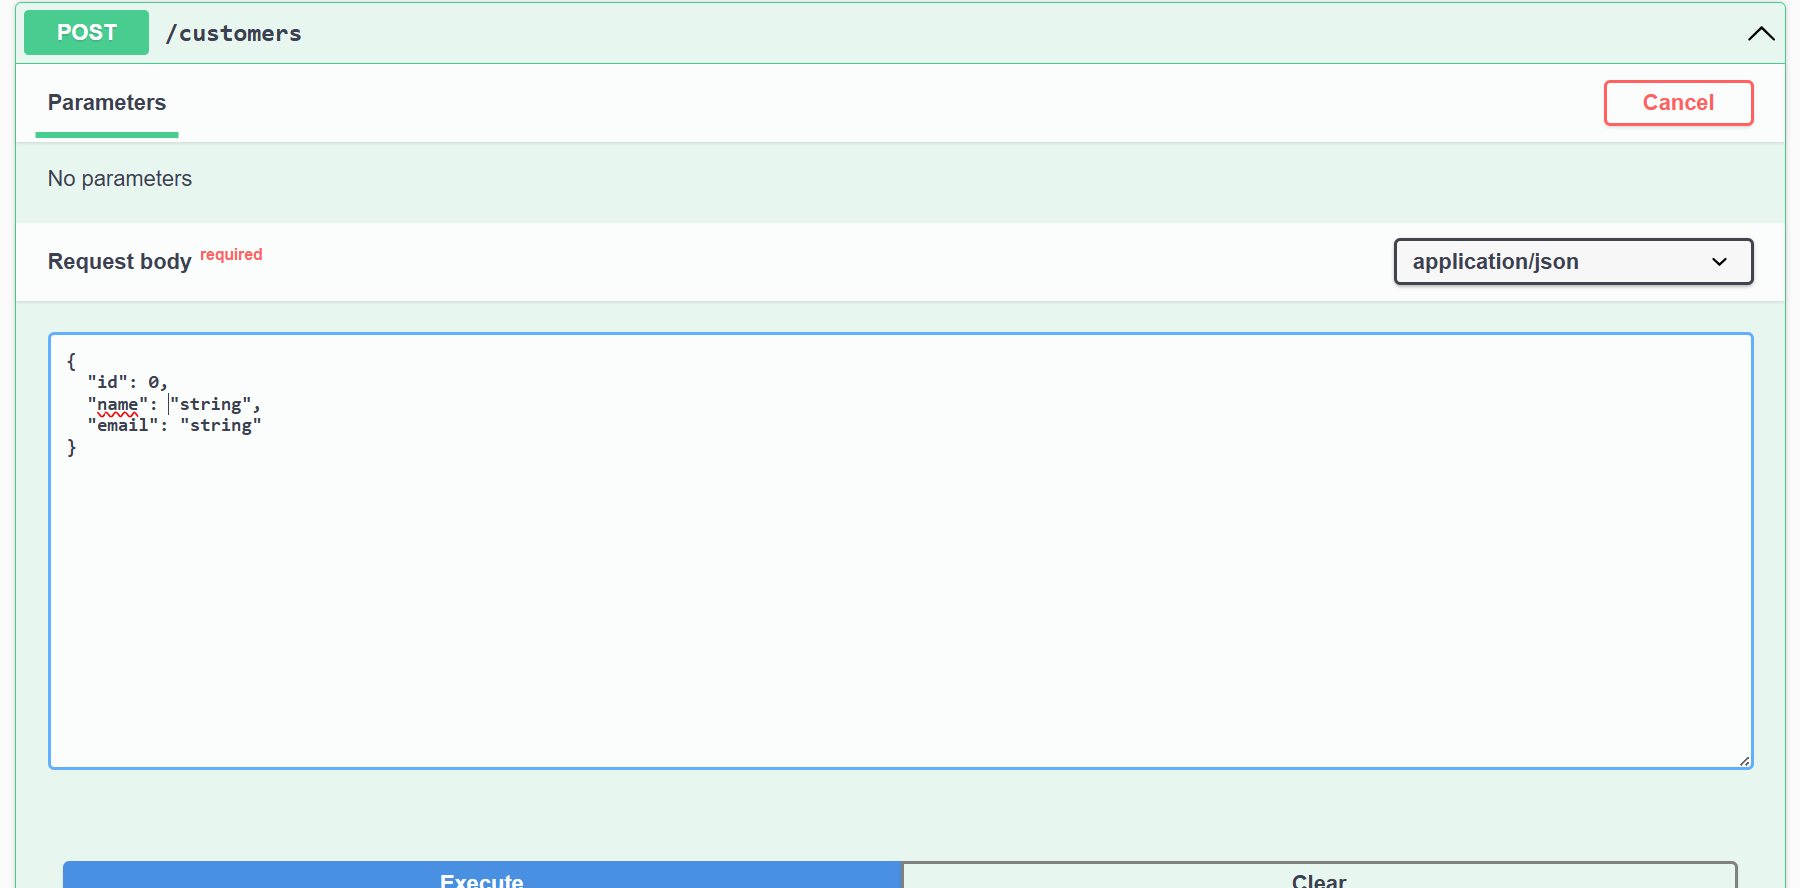 POST /customers
Parameters Cancel
No parameters
Request body required application/json
{
  "id": 0,
  "name": "string",
  "email": "string"
}
Execute Clear